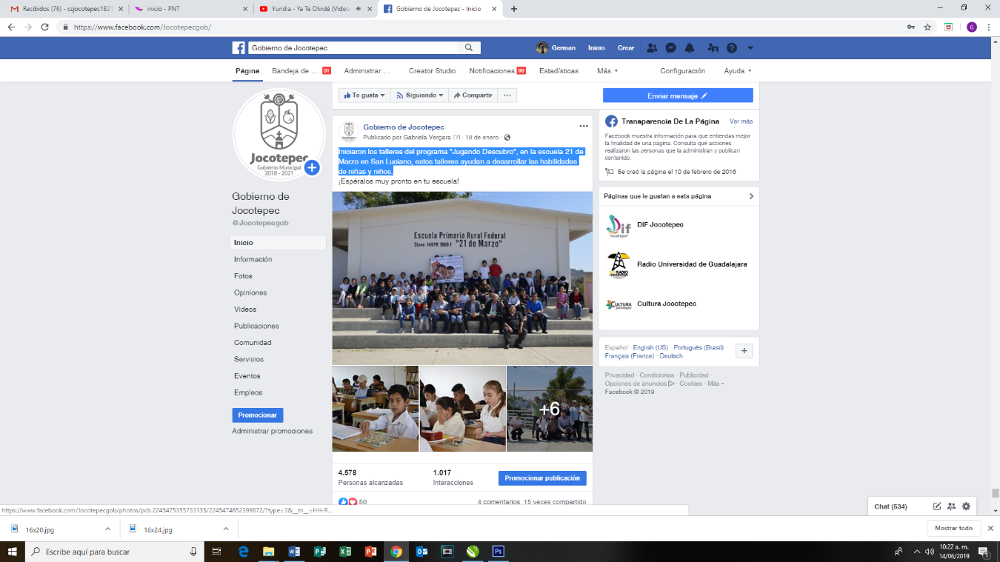 Recibidos (76) - csjocotepec1821
inicio - PNT
Yuridia - Ya Te Olvidé (Video
Gobierno de Jocotepec - Inicio
https://www.facebook.com/Jocotepecgob/
Gobierno de Jocotepec
German Inicio Crear
Página Bandeja de ... 31 Administrar ... Creator Studio Notificaciones 99 Estadísticas Más Configuración Ayuda
Te gusta Siguiendo Compartir ...
Enviar mensaje
Jocotepec
Gobierno Municipal
2018 - 2021
Gobierno de
Jocotepec
@Jocotepecgob
Inicio
Información
Fotos
Opiniones
Videos
Publicaciones
Comunidad
Servicios
Eventos
Empleos
Promocionar
Administrar promociones
Gobierno de Jocotepec
Publicado por Gabriela Vergara [?] · 18 de enero ·
Iniciaron los talleres del programa "Jugando Descubro", en la escuela 21 de
Marzo en San Luciano, estos talleres ayudan a desarrollar las habilidades
de niñas y niños.
¡Espéralos muy pronto en tu escuela!
Escuela Primaria Rural Federal
Clave: 14DPR 1868 F "21 de Marzo"
+6
4.578
Personas alcanzadas
1.017
Interacciones
Promocionar publicación
50
4 comentarios 15 veces compartido
Transparencia De La Página Ver más
Facebook muestra información para que entiendas mejor
la finalidad de una página. Consulta qué acciones
realizaron las personas que la administran y publican
contenido.
Se creó la página el 10 de febrero de 2016
Páginas que le gustan a esta página
DIF Jocotepec
Radio Universidad de Guadalajara
Cultura Jocotepec
Español · English (US) · Português (Brasil) ·
Français (France) · Deutsch
Privacidad · Condiciones · Publicidad ·
Opciones de anuncios · Cookies · Más
Facebook © 2019
Chat (534)
https://www.facebook.com/Jocotepecgob/photos/pcb.2245475355733135/2245474652399872/?type=3&__tn__=HH-R...
16x20.jpg
16x24.jpg
Mostrar todo
Escribe aquí para buscar
10:22 a. m.
14/06/2019